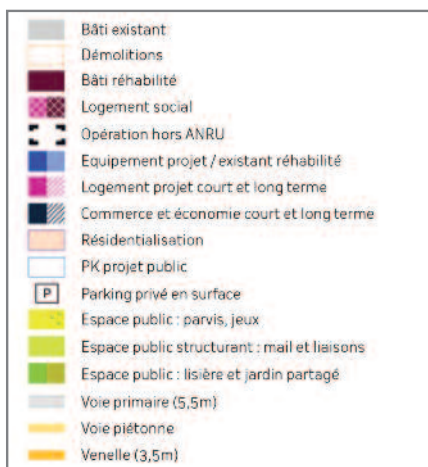 Bâti existant
Démolitions
Bâti réhabilité
Logement social
Opération hors ANRU
Equipement projet / existant réhabilité
Logement projet court et long terme
Commerce et économie court et long terme
Résidentialisation
PK projet public
P Parking privé en surface
Espace public : parvis, jeux
Espace public structurant : mail et liaisons
Espace public : lisière et jardin partagé
Voie primaire (5,5m)
Voie piétonne
Venelle (3,5m)